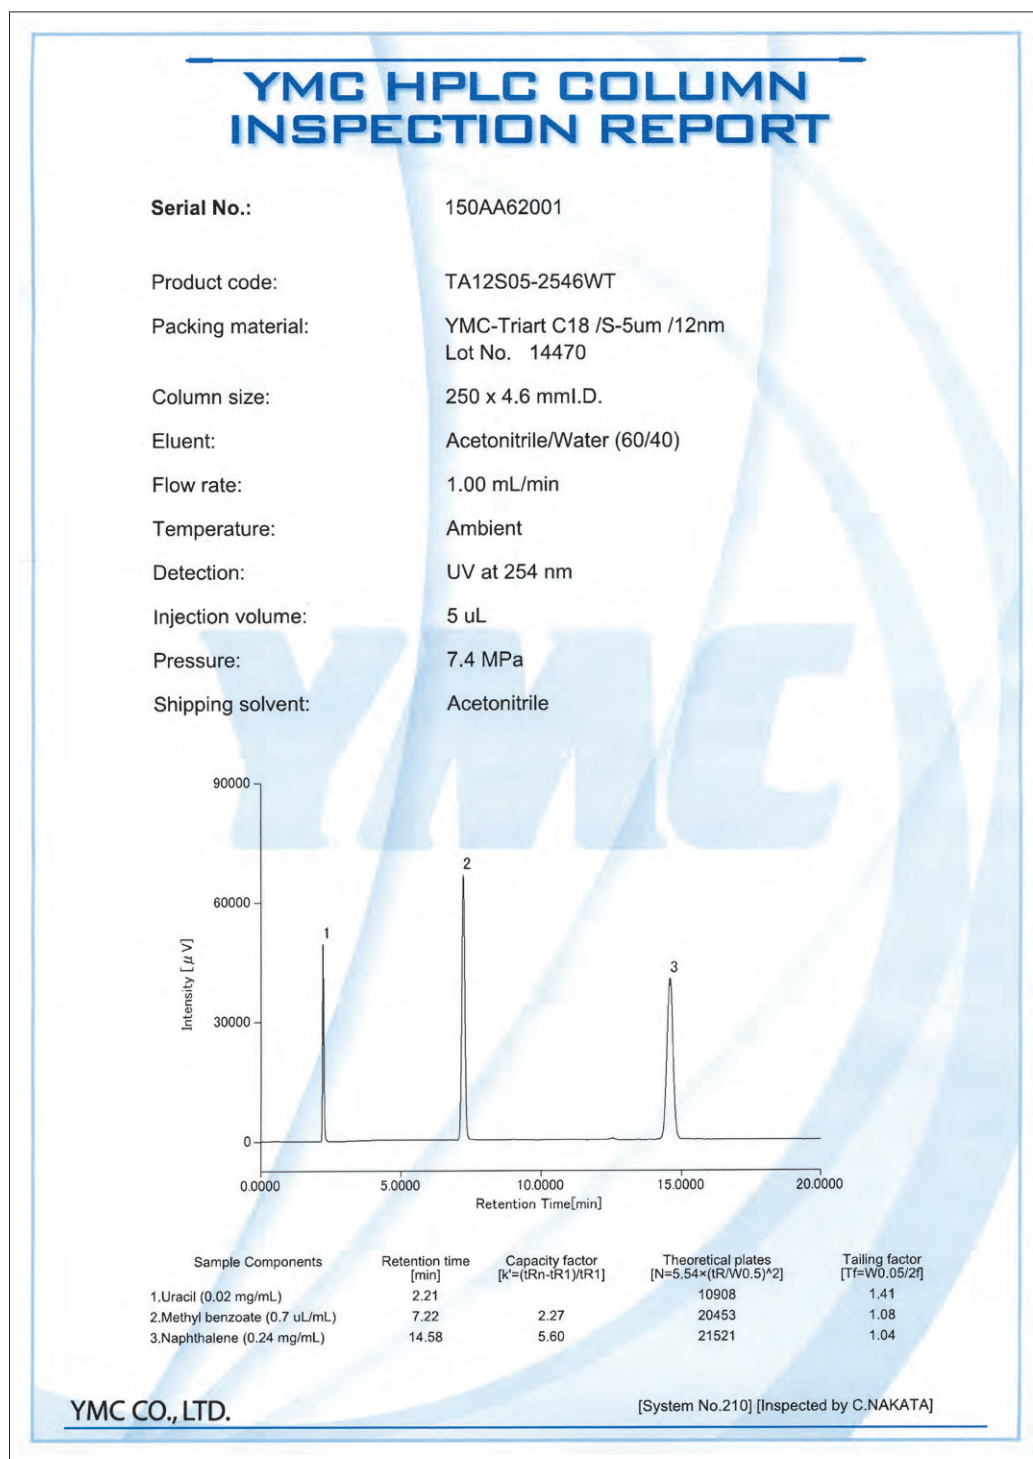 YMC HPLC COLUMN
INSPECTION REPORT
Serial No.: 150AA62001
Product code: TA12S05-2546WT
Packing material: YMC-Triart C18 /S-5um /12nm
Lot No. 14470
Column size: 250 x 4.6 mmI.D.
Eluent: Acetonitrile/Water (60/40)
Flow rate: 1.00 mL/min
Temperature: Ambient
Detection: UV at 254 nm
Injection volume: 5 uL
Pressure: 7.4 MPa
Shipping solvent: Acetonitrile
YMC
90000
60000
30000
0
Intensity [μV]
1
2
3
0.0000 5.0000 10.0000 15.0000 20.0000
Retention Time[min]
Sample Components Retention time Capacity factor Theoretical plates Tailing factor
[min] [k'=(tRn-tR1)/tR1] [N=5.54×(tR/W0.5)^2] [Tf=W0.05/2f]
1.Uracil (0.02 mg/mL) 2.21 10908 1.41
2.Methyl benzoate (0.7 uL/mL) 7.22 2.27 20453 1.08
3.Naphthalene (0.24 mg/mL) 14.58 5.60 21521 1.04
YMC CO., LTD. [System No.210] [Inspected by C.NAKATA]